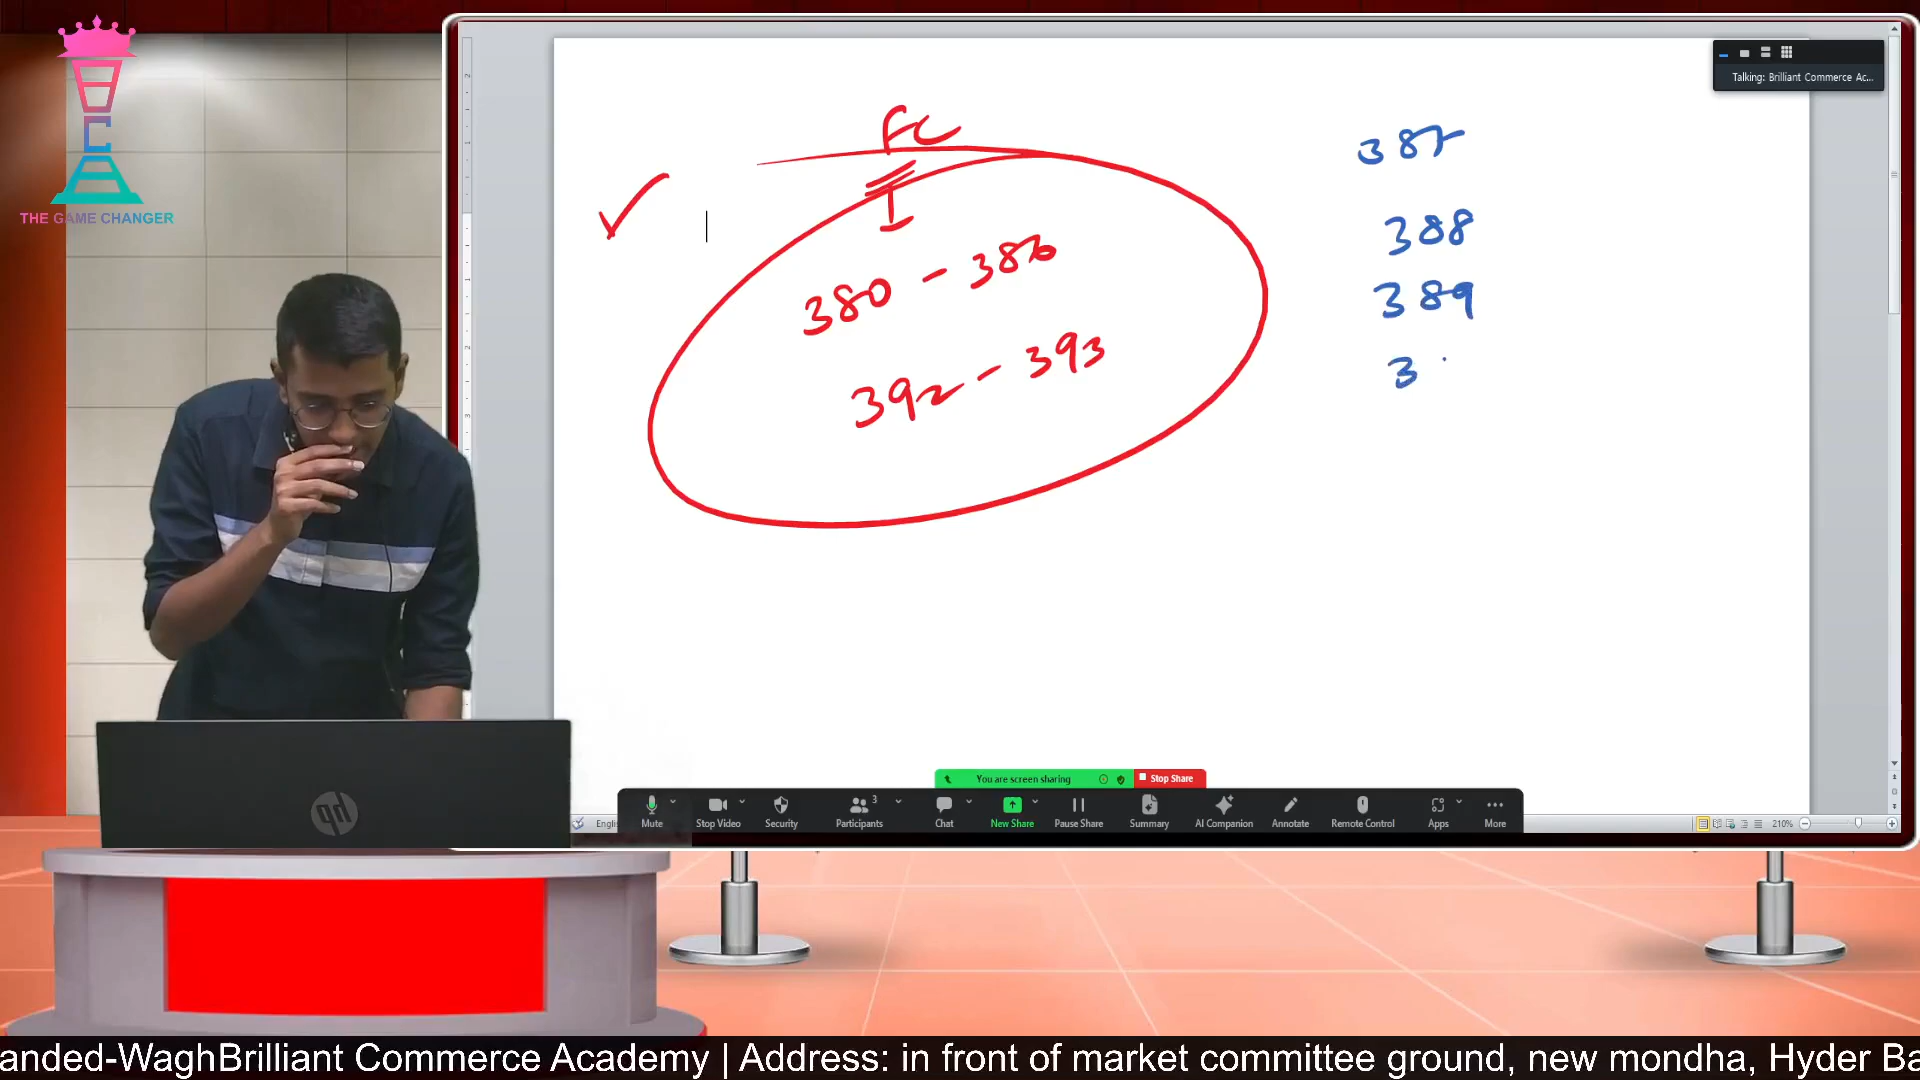 C
THE GAME CHANGER
Talking: Brilliant Commerce Ac...
FC
I
380 - 386
392 - 393
387
388
389
3
You are screen sharing
Stop Share
Mute
Stop Video
Security
3
Participants
Chat
New Share
Pause Share
Summary
AI Companion
Annotate
Remote Control
Apps
More
210%
hp
anded-WaghBrilliant Commerce Academy | Address: in front of market committee ground, new mondha, Hyder Ba